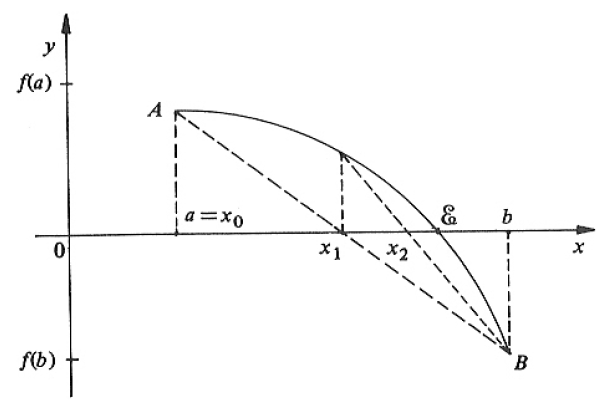 y
f(a)
A
a = x₀
ℰ
b
0
x₁
x₂
x
f(b)
B